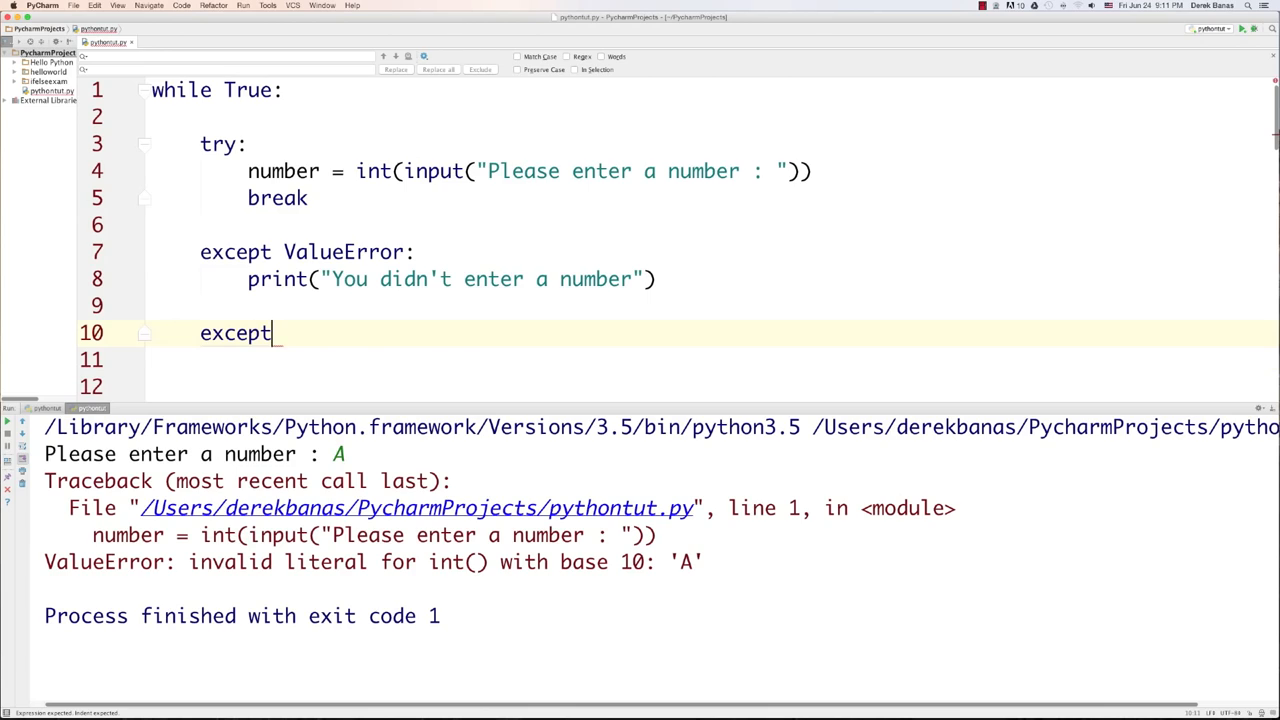 PyCharm File Edit View Navigate Code Refactor Run Tools VCS Window Help
10 Fri Jun 24 9:11 PM Derek Banas
pythontut.py - PycharmProjects - [~/PycharmProjects]
PycharmProjects pythontut.py
pythontut
pythontut.py
Match Case Regex Words
Replace Replace all Exclude Preserve Case In Selection
PycharmProject
Hello Python
helloworld
ifelseexam
pythontut.py
External Librarie
1 while True:
2
3 try:
4 number = int(input("Please enter a number : "))
5 break
6
7 except ValueError:
8 print("You didn't enter a number")
9
10 except
11
12
Run: pythontut pythontut
/Library/Frameworks/Python.framework/Versions/3.5/bin/python3.5 /Users/derekbanas/PycharmProjects/pytho
Please enter a number : A
Traceback (most recent call last):
File "/Users/derekbanas/PycharmProjects/pythontut.py", line 1, in <module>
number = int(input("Please enter a number : "))
ValueError: invalid literal for int() with base 10: 'A'
Process finished with exit code 1
Expression expected. Indent expected.
10:11 LF UTF-8